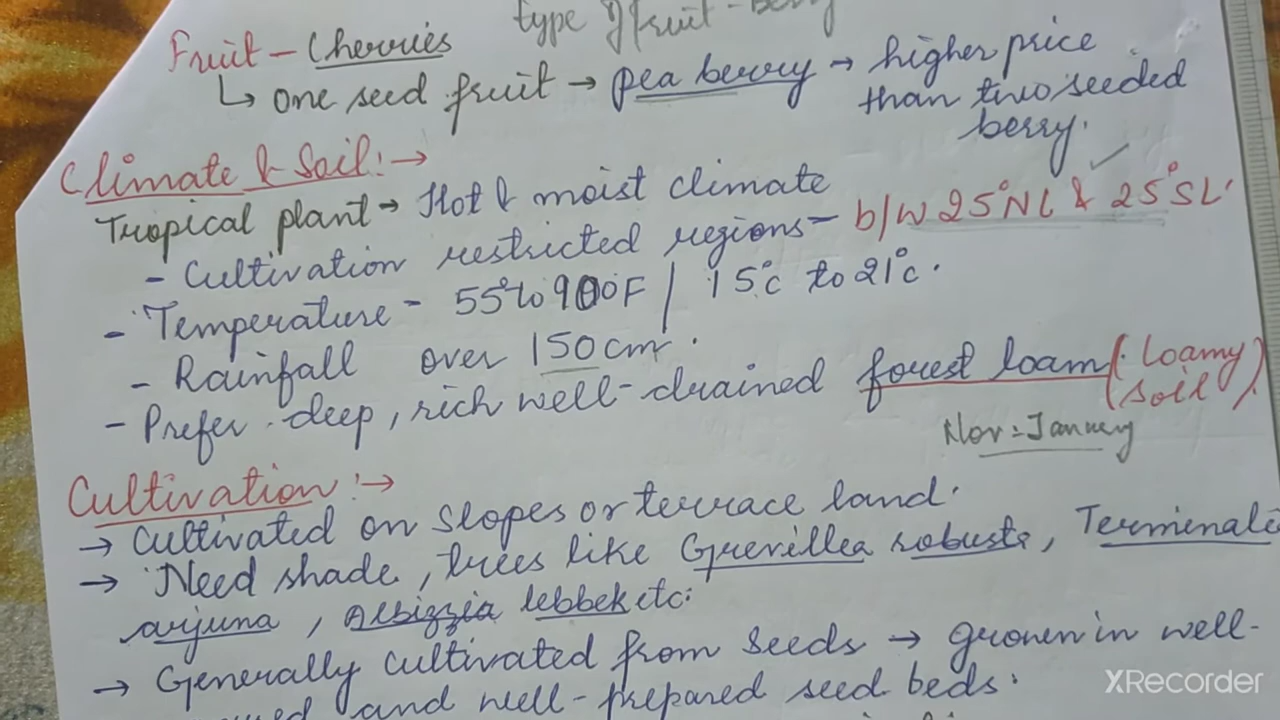 type of fruit - Berry
Fruit - Cherries
↳ one seed fruit → pea berry → higher price
than two seeded
berry.
Climate & Soil :→
Tropical plant → Hot & moist climate
- Cultivation restricted regions - b/w 25°NL & 25°SL'
- Temperature - 55° to 90°F / 15°c to 21°c.
- Rainfall over 150 cm.
- Prefer deep, rich well-drained forest loam (loamy
soil)
Nov - January
Cultivation :→
→ Cultivated on slopes or terrace land.
→ Need shade, trees like Grevillea robusta, Terminali
arjuna, Albizzia lebbek etc.
→ Generally cultivated from seeds → grown in well-
and well-prepared seed beds.
XRecorder